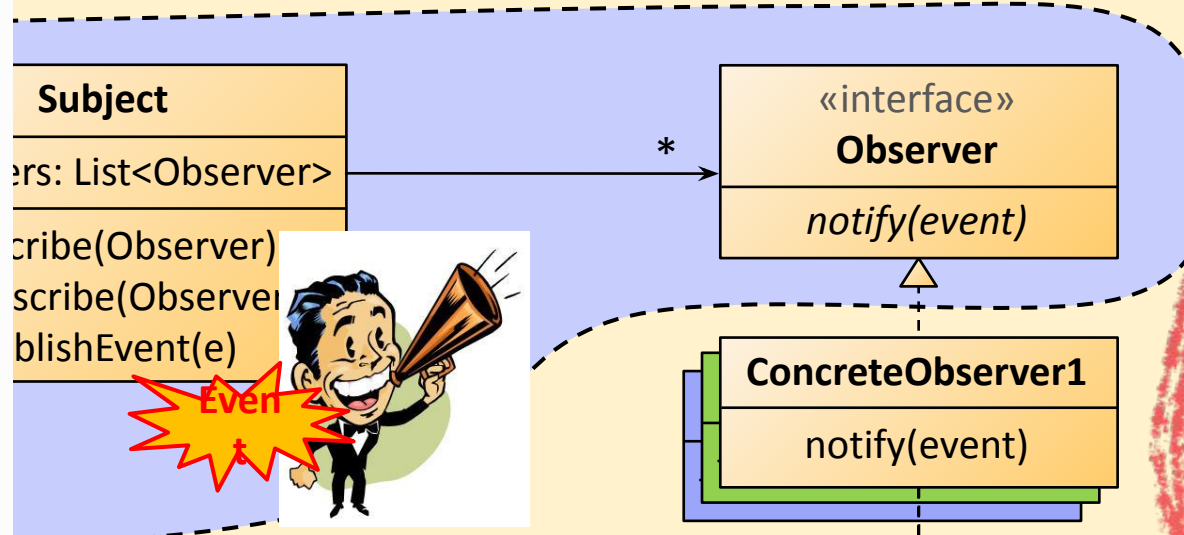 Subject
ers: List<Observer>
cribe(Observer)
scribe(Observer
blishEvent(e)
Even
t
*
«interface»
Observer
notify(event)
ConcreteObserver1
notify(event)